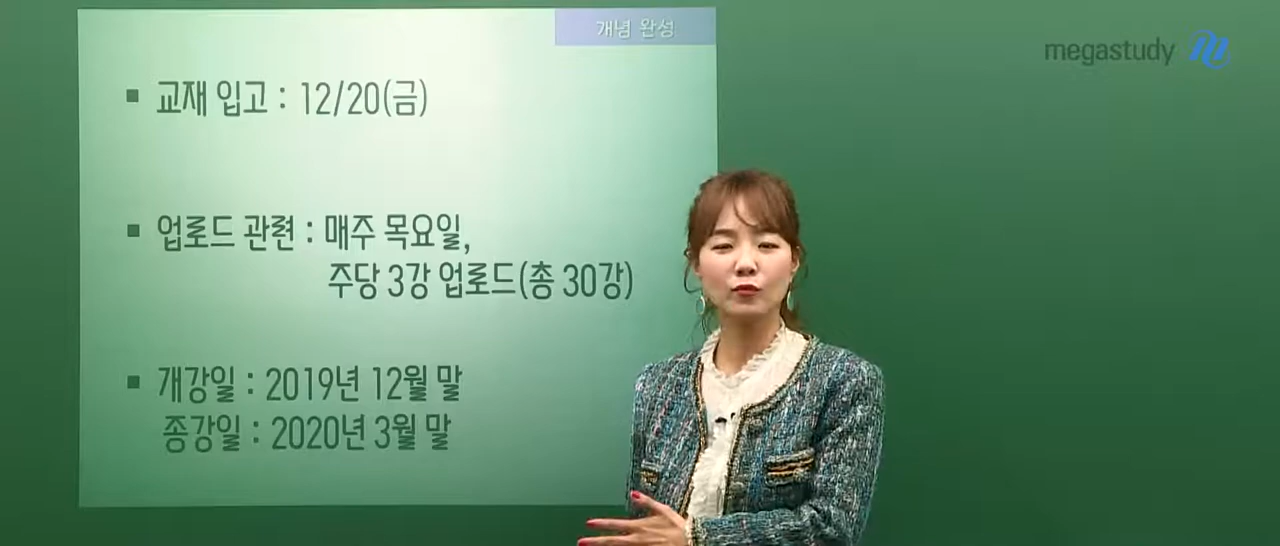 개념 완성
megastudy
▪ 교재 입고 : 12/20(금)
▪ 업로드 관련 : 매주 목요일,
주당 3강 업로드(총 30강)
▪ 개강일 : 2019년 12월 말
종강일 : 2020년 3월 말